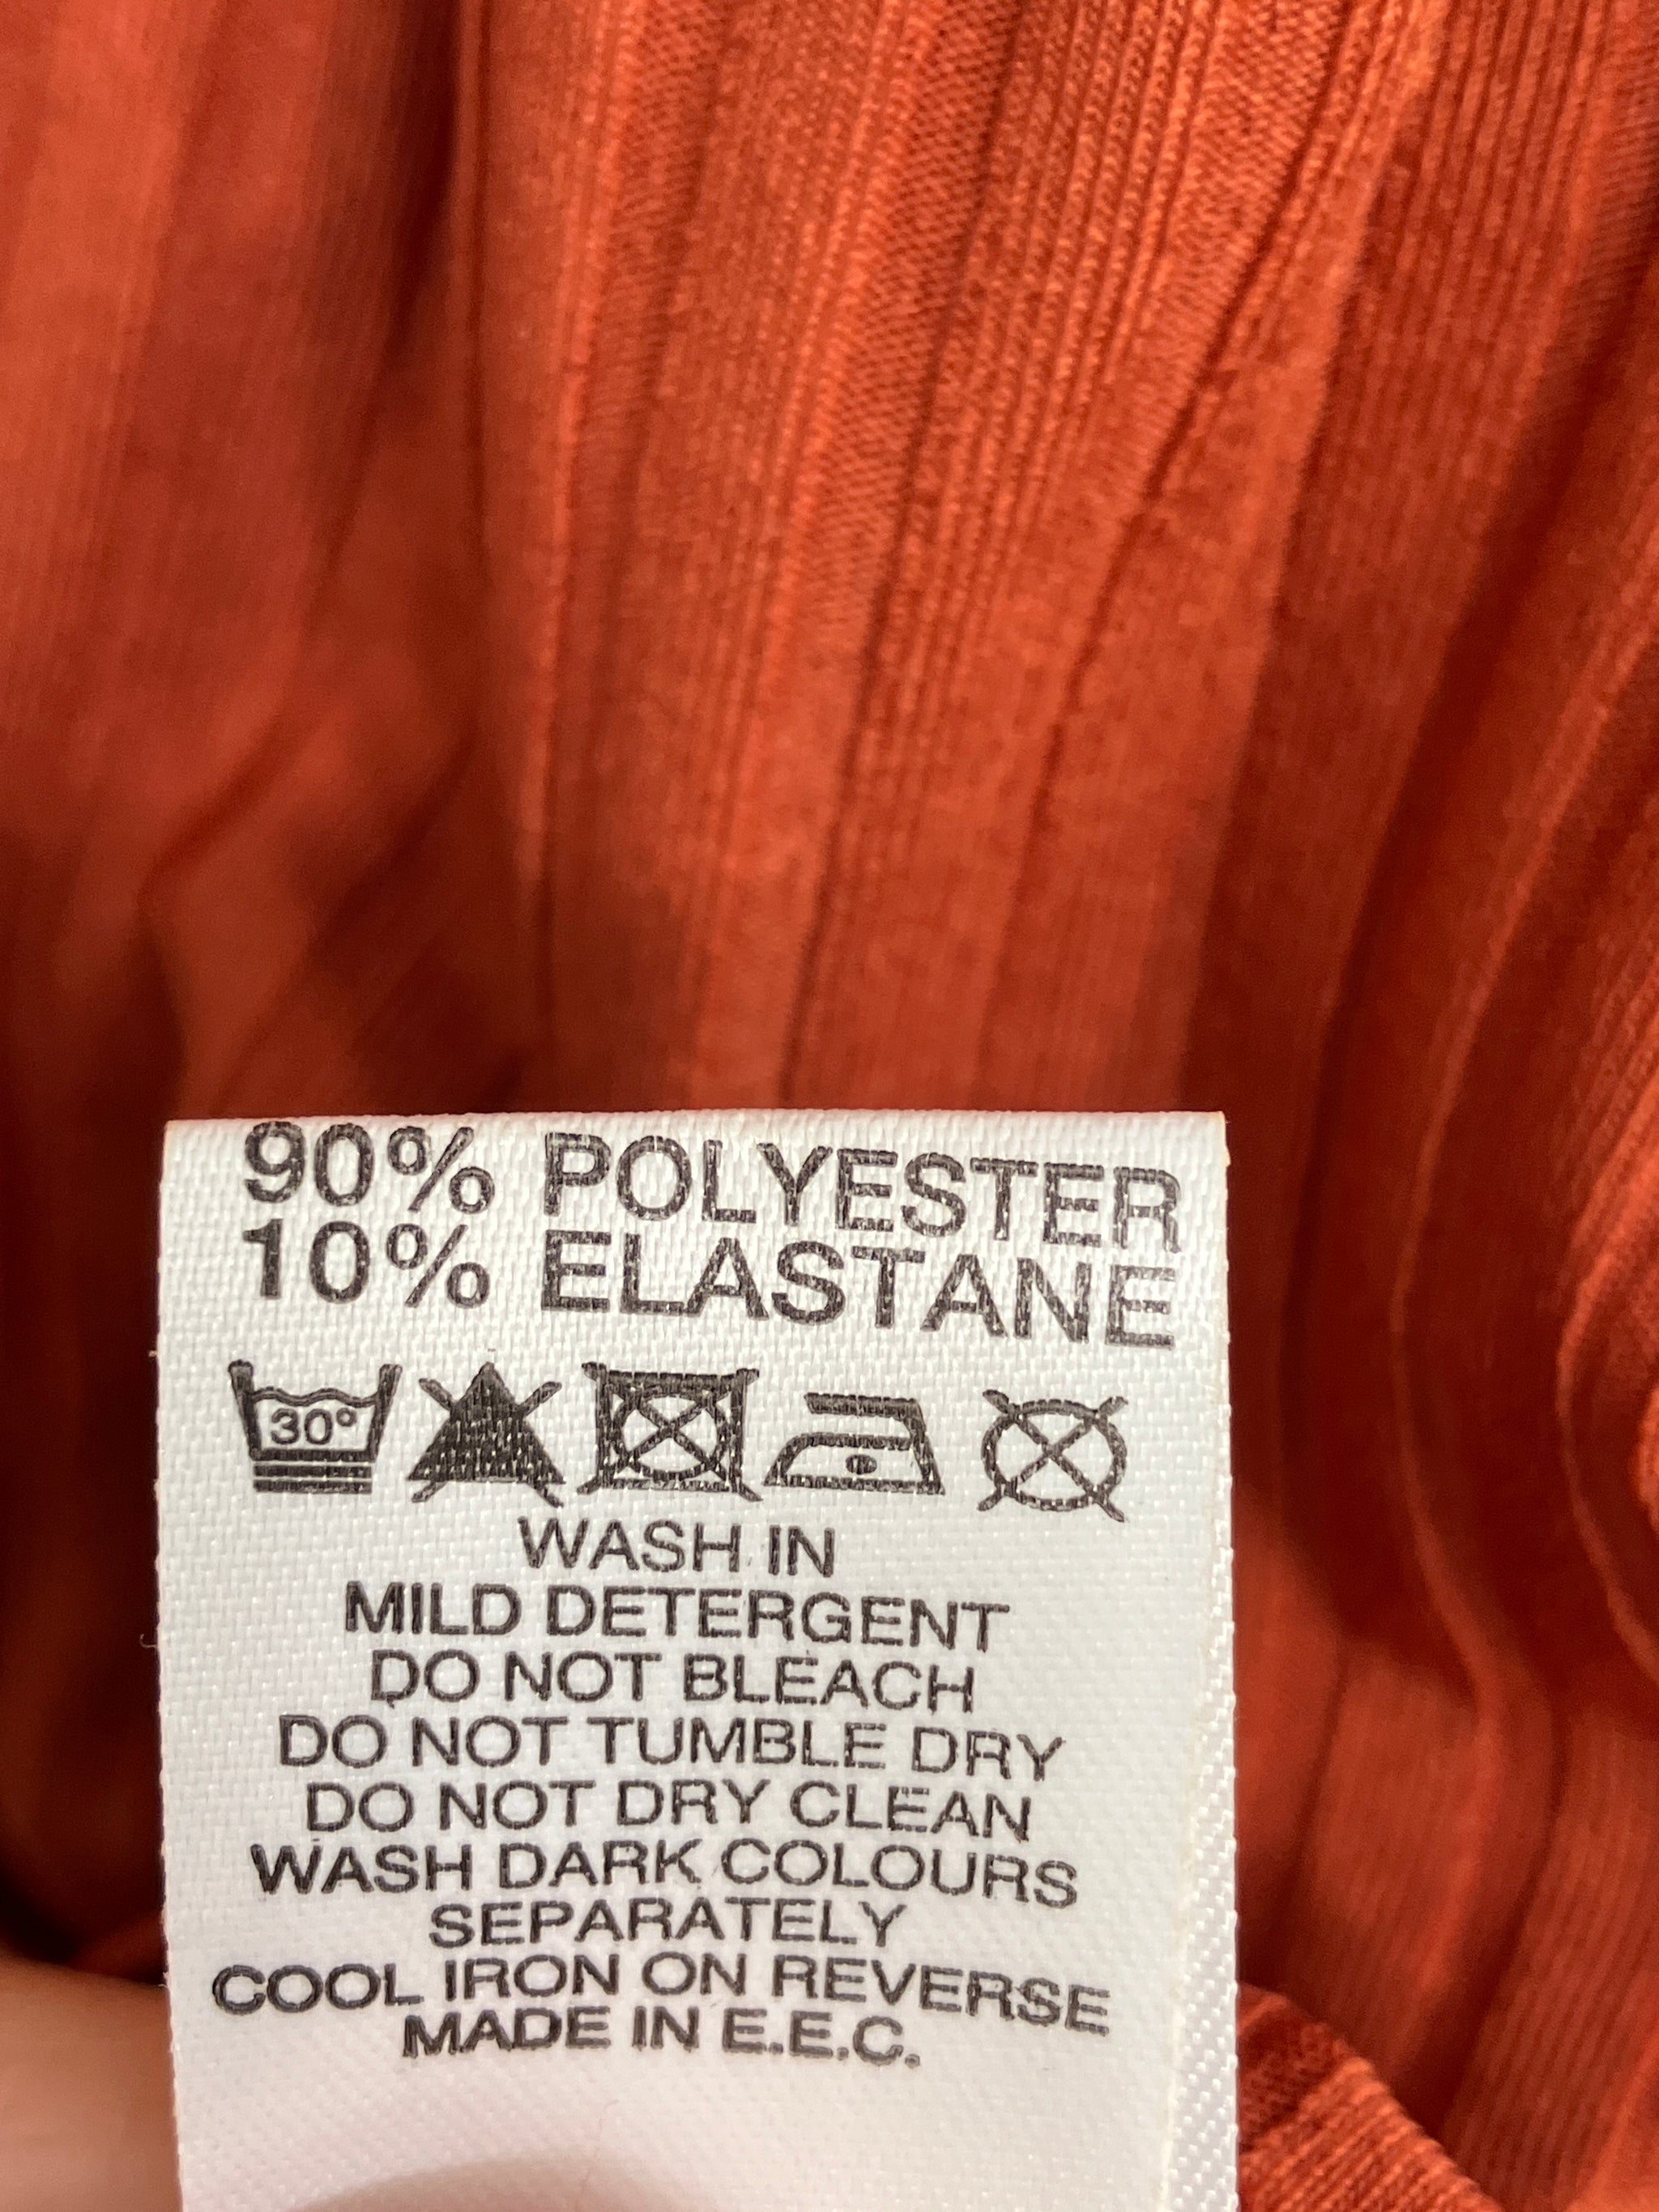 90% POLYESTER
10% ELASTANE
30°
WASH IN
MILD DETERGENT
DO NOT BLEACH
DO NOT TUMBLE DRY
DO NOT DRY CLEAN
WASH DARK COLOURS
SEPARATELY
COOL IRON ON REVERSE
MADE IN E.E.C.